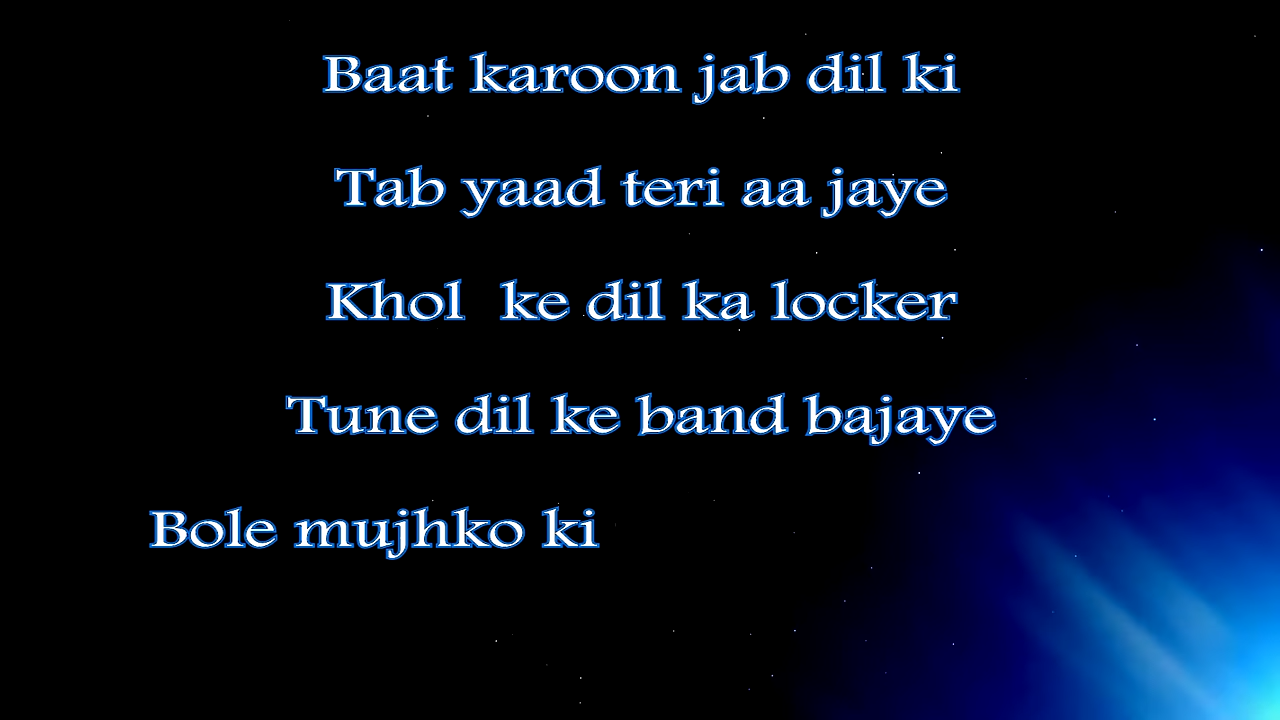 Baat karoon jab dil ki
Tab yaad teri aa jaye
Khol  ke dil ka locker
Tune dil ke band bajaye
Bole mujhko ki